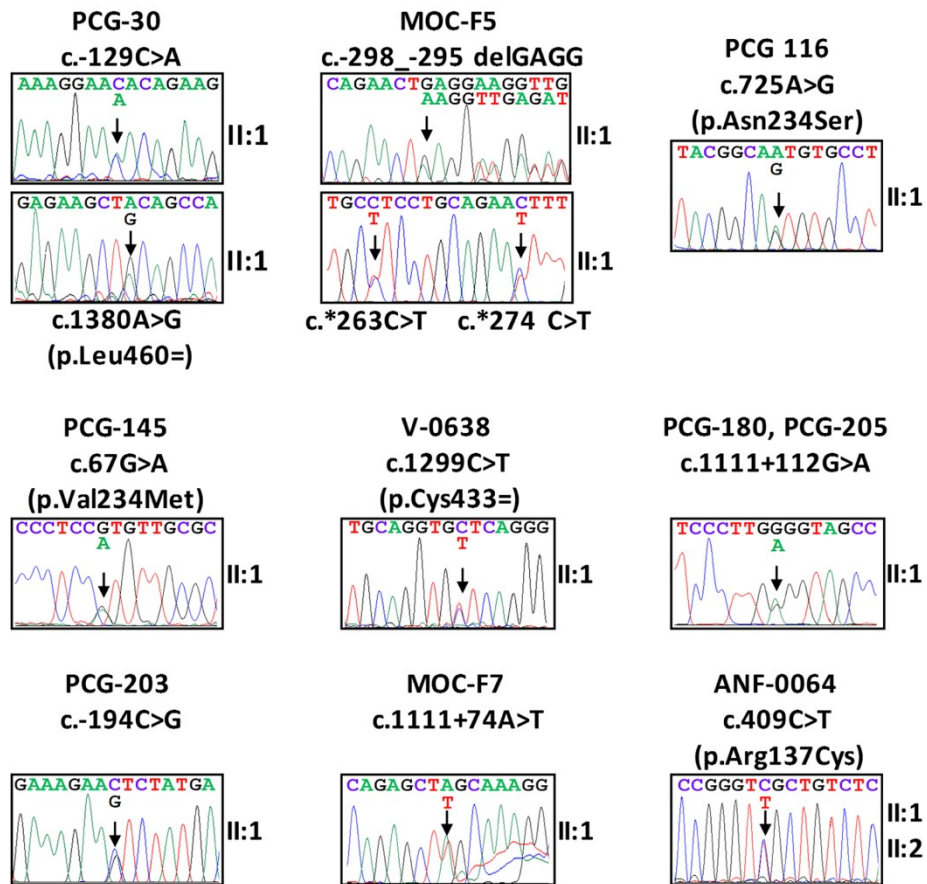 PCG-30
c.-129C>A
AAAGGAACACAGAAG
A
II:1
GAGAAGCTACAGCCA
G
II:1
c.1380A>G
(p.Leu460=)
MOC-F5
c.-298_-295 delGAGG
CAGAACTGAGGAAGGTTG
AAGGTTGAGAT
II:1
TGCCTCCTGCAGAACTTT
T T
II:1
c.*263C>T c.*274 C>T
PCG 116
c.725A>G
(p.Asn234Ser)
TACGGCAATGTGCCT
G
II:1
PCG-145
c.67G>A
(p.Val234Met)
CCCTCCGTGTTGCGC
A
II:1
V-0638
c.1299C>T
(p.Cys433=)
TGCAGGTGCTCAGGG
T
II:1
PCG-180, PCG-205
c.1111+112G>A
TCCCTTGGGGTAGCC
A
II:1
PCG-203
c.-194C>G
GAAAGAACTCTATGA
G
II:1
MOC-F7
c.1111+74A>T
CAGAGCTAGCAAAGG
T
II:1
ANF-0064
c.409C>T
(p.Arg137Cys)
CCGGGTCGCTGTCTC
T
II:1
II:2